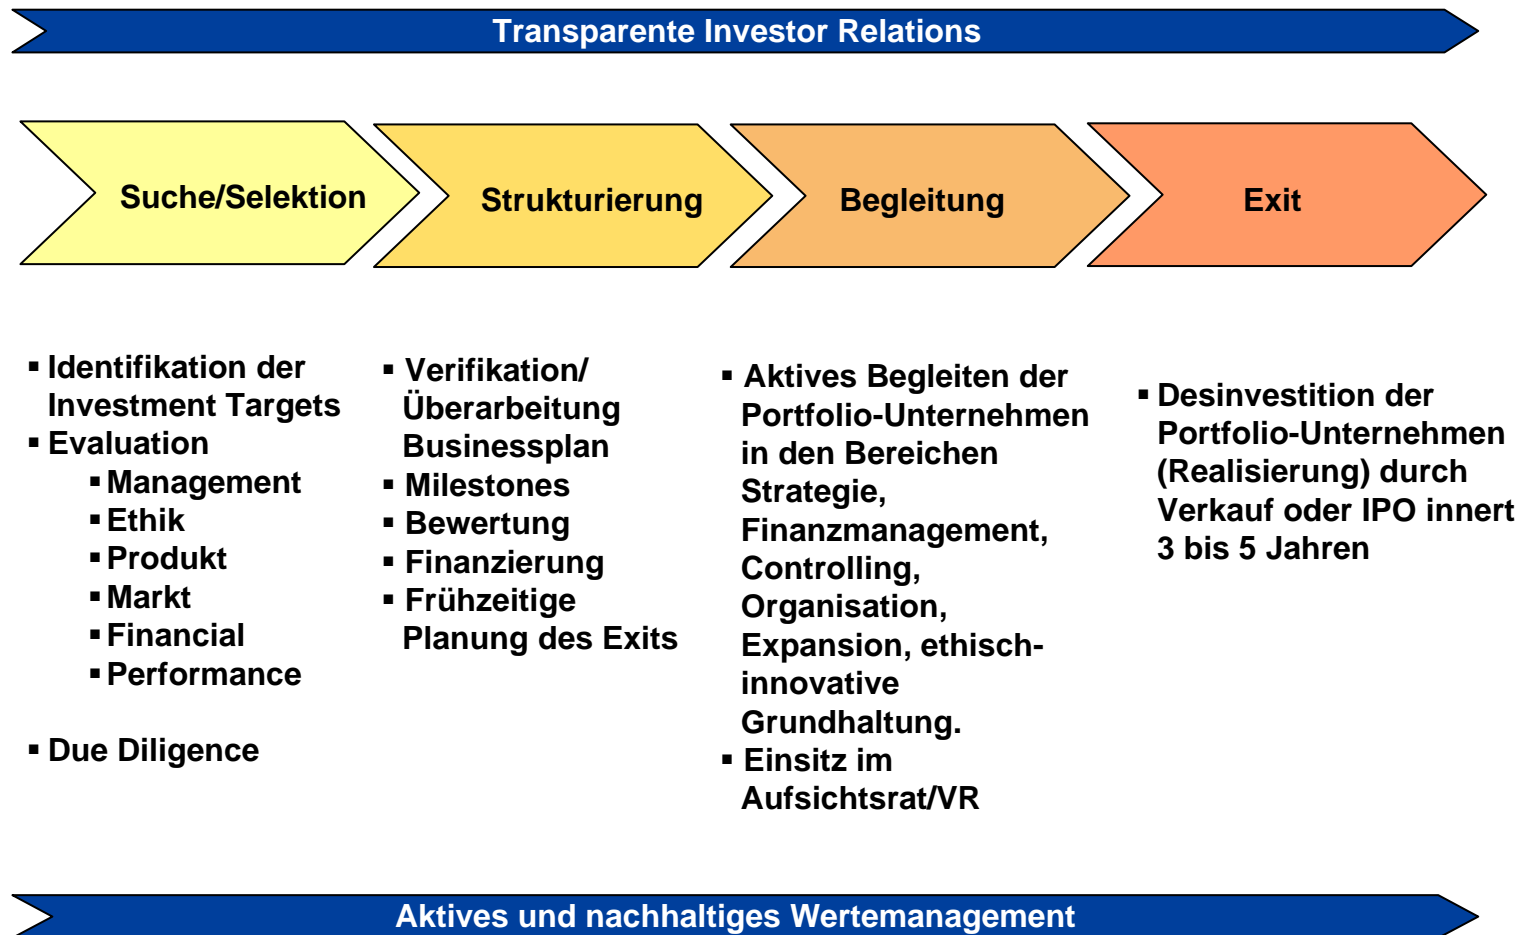 Transparente Investor Relations
Suche/Selektion
Strukturierung
Begleitung
Exit
▪ Identifikation der
Investment Targets
▪ Evaluation
▪ Management
▪ Ethik
▪ Produkt
▪ Markt
▪ Financial
▪ Performance
▪ Due Diligence
▪ Verifikation/
Überarbeitung
Businessplan
▪ Milestones
▪ Bewertung
▪ Finanzierung
▪ Frühzeitige
Planung des Exits
▪ Aktives Begleiten der
Portfolio-Unternehmen
in den Bereichen
Strategie,
Finanzmanagement,
Controlling,
Organisation,
Expansion, ethisch-
innovative
Grundhaltung.
▪ Einsitz im
Aufsichtsrat/VR
▪ Desinvestition der
Portfolio-Unternehmen
(Realisierung) durch
Verkauf oder IPO innert
3 bis 5 Jahren
Aktives und nachhaltiges Wertemanagement